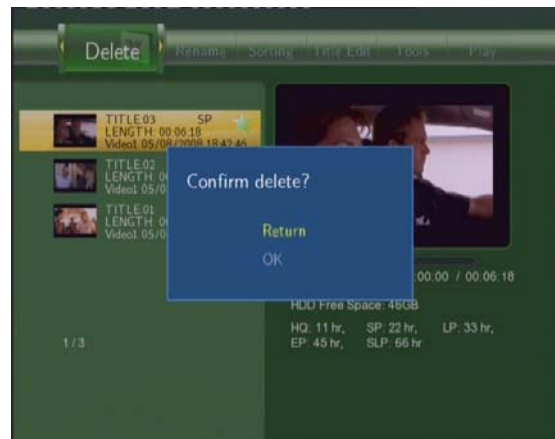 Delete Rename Sorting Title Edit Tools Play
TITLE:03 SP
LENGTH: 00:06:18
Video1 05/08/2008 18:42:46
TITLE:02
LENGTH: 0
Video1 05/0
TITLE:01
LENGTH: 0
Video1 05/0
Confirm delete?
Return
OK
:00:00 / 00:06:18
HDD Free Space: 46GB
HQ: 11 hr, SP: 22 hr, LP: 33 hr,
EP: 45 hr, SLP: 66 hr
1/3